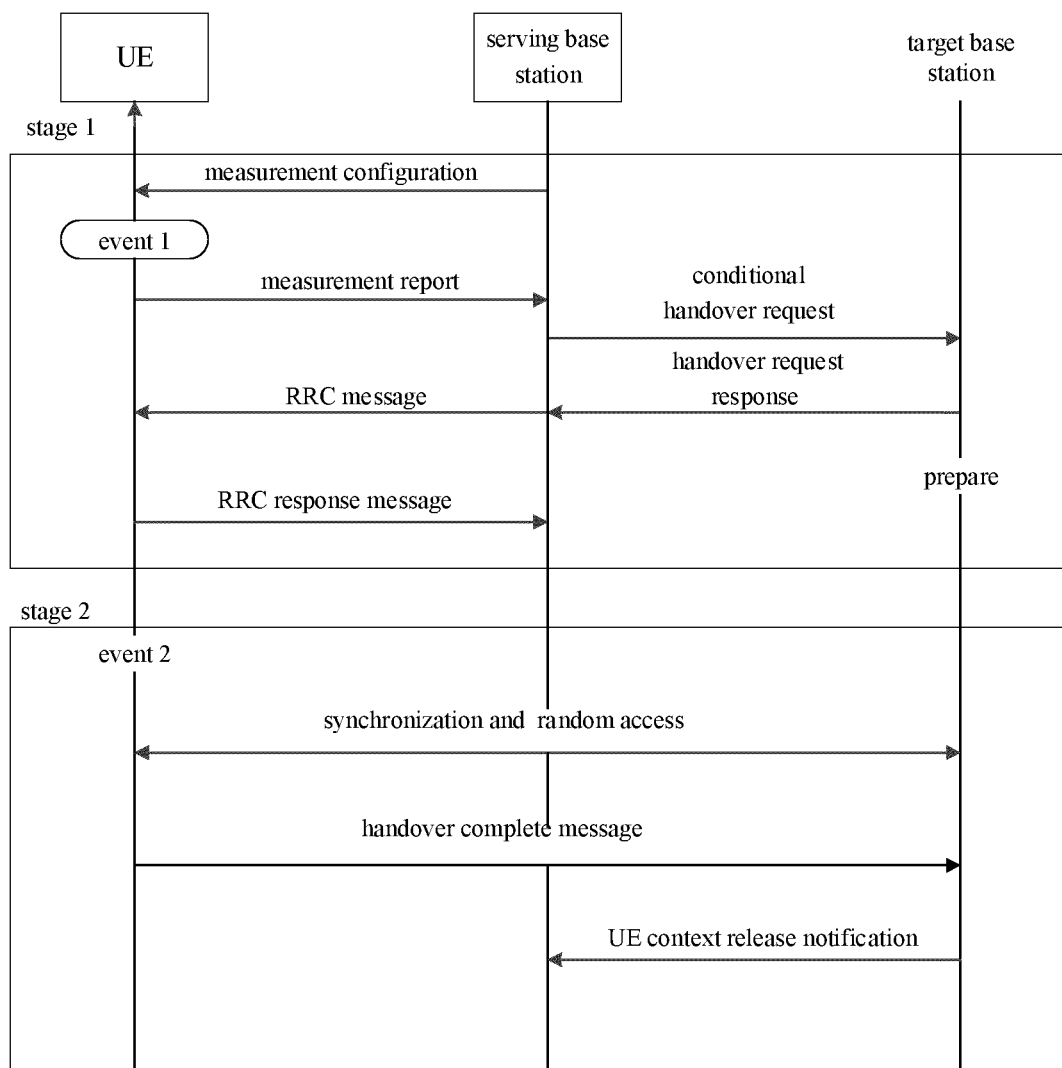 UE
serving base
station
target base
station
stage 1
measurement configuration
event 1
measurement report
conditional
handover request
handover request
response
RRC message
prepare
RRC response message
stage 2
event 2
synchronization and random access
handover complete message
UE context release notification